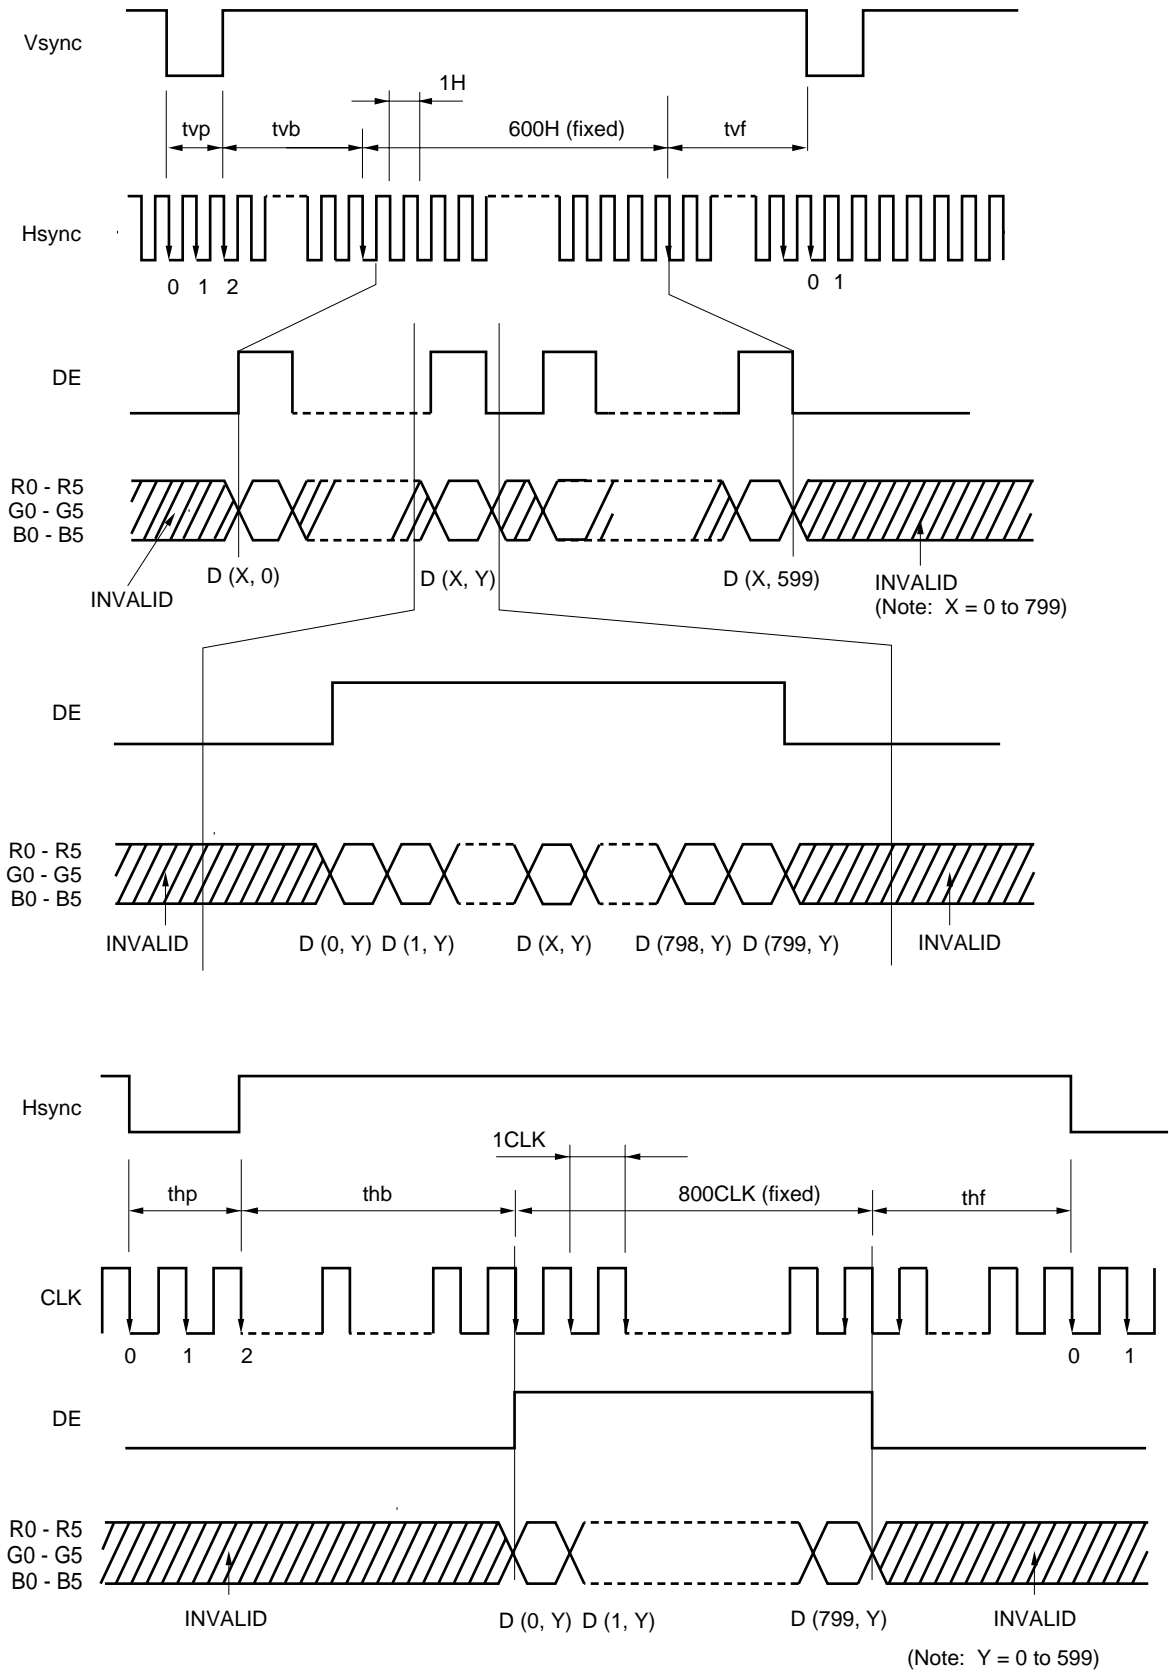 Vsync
1H
tvp tvb 600H (fixed) tvf
Hsync
0 1 2 0 1
DE
R0 - R5
G0 - G5
B0 - B5
D (X, 0) D (X, Y) D (X, 599)
INVALID INVALID
(Note: X = 0 to 799)
DE
R0 - R5
G0 - G5
B0 - B5
INVALID D (0, Y) D (1, Y) D (X, Y) D (798, Y) D (799, Y) INVALID
Hsync
1CLK
thp thb 800CLK (fixed) thf
CLK
0 1 2 0 1
DE
R0 - R5
G0 - G5
B0 - B5
INVALID D (0, Y) D (1, Y) D (799, Y) INVALID
(Note: Y = 0 to 599)